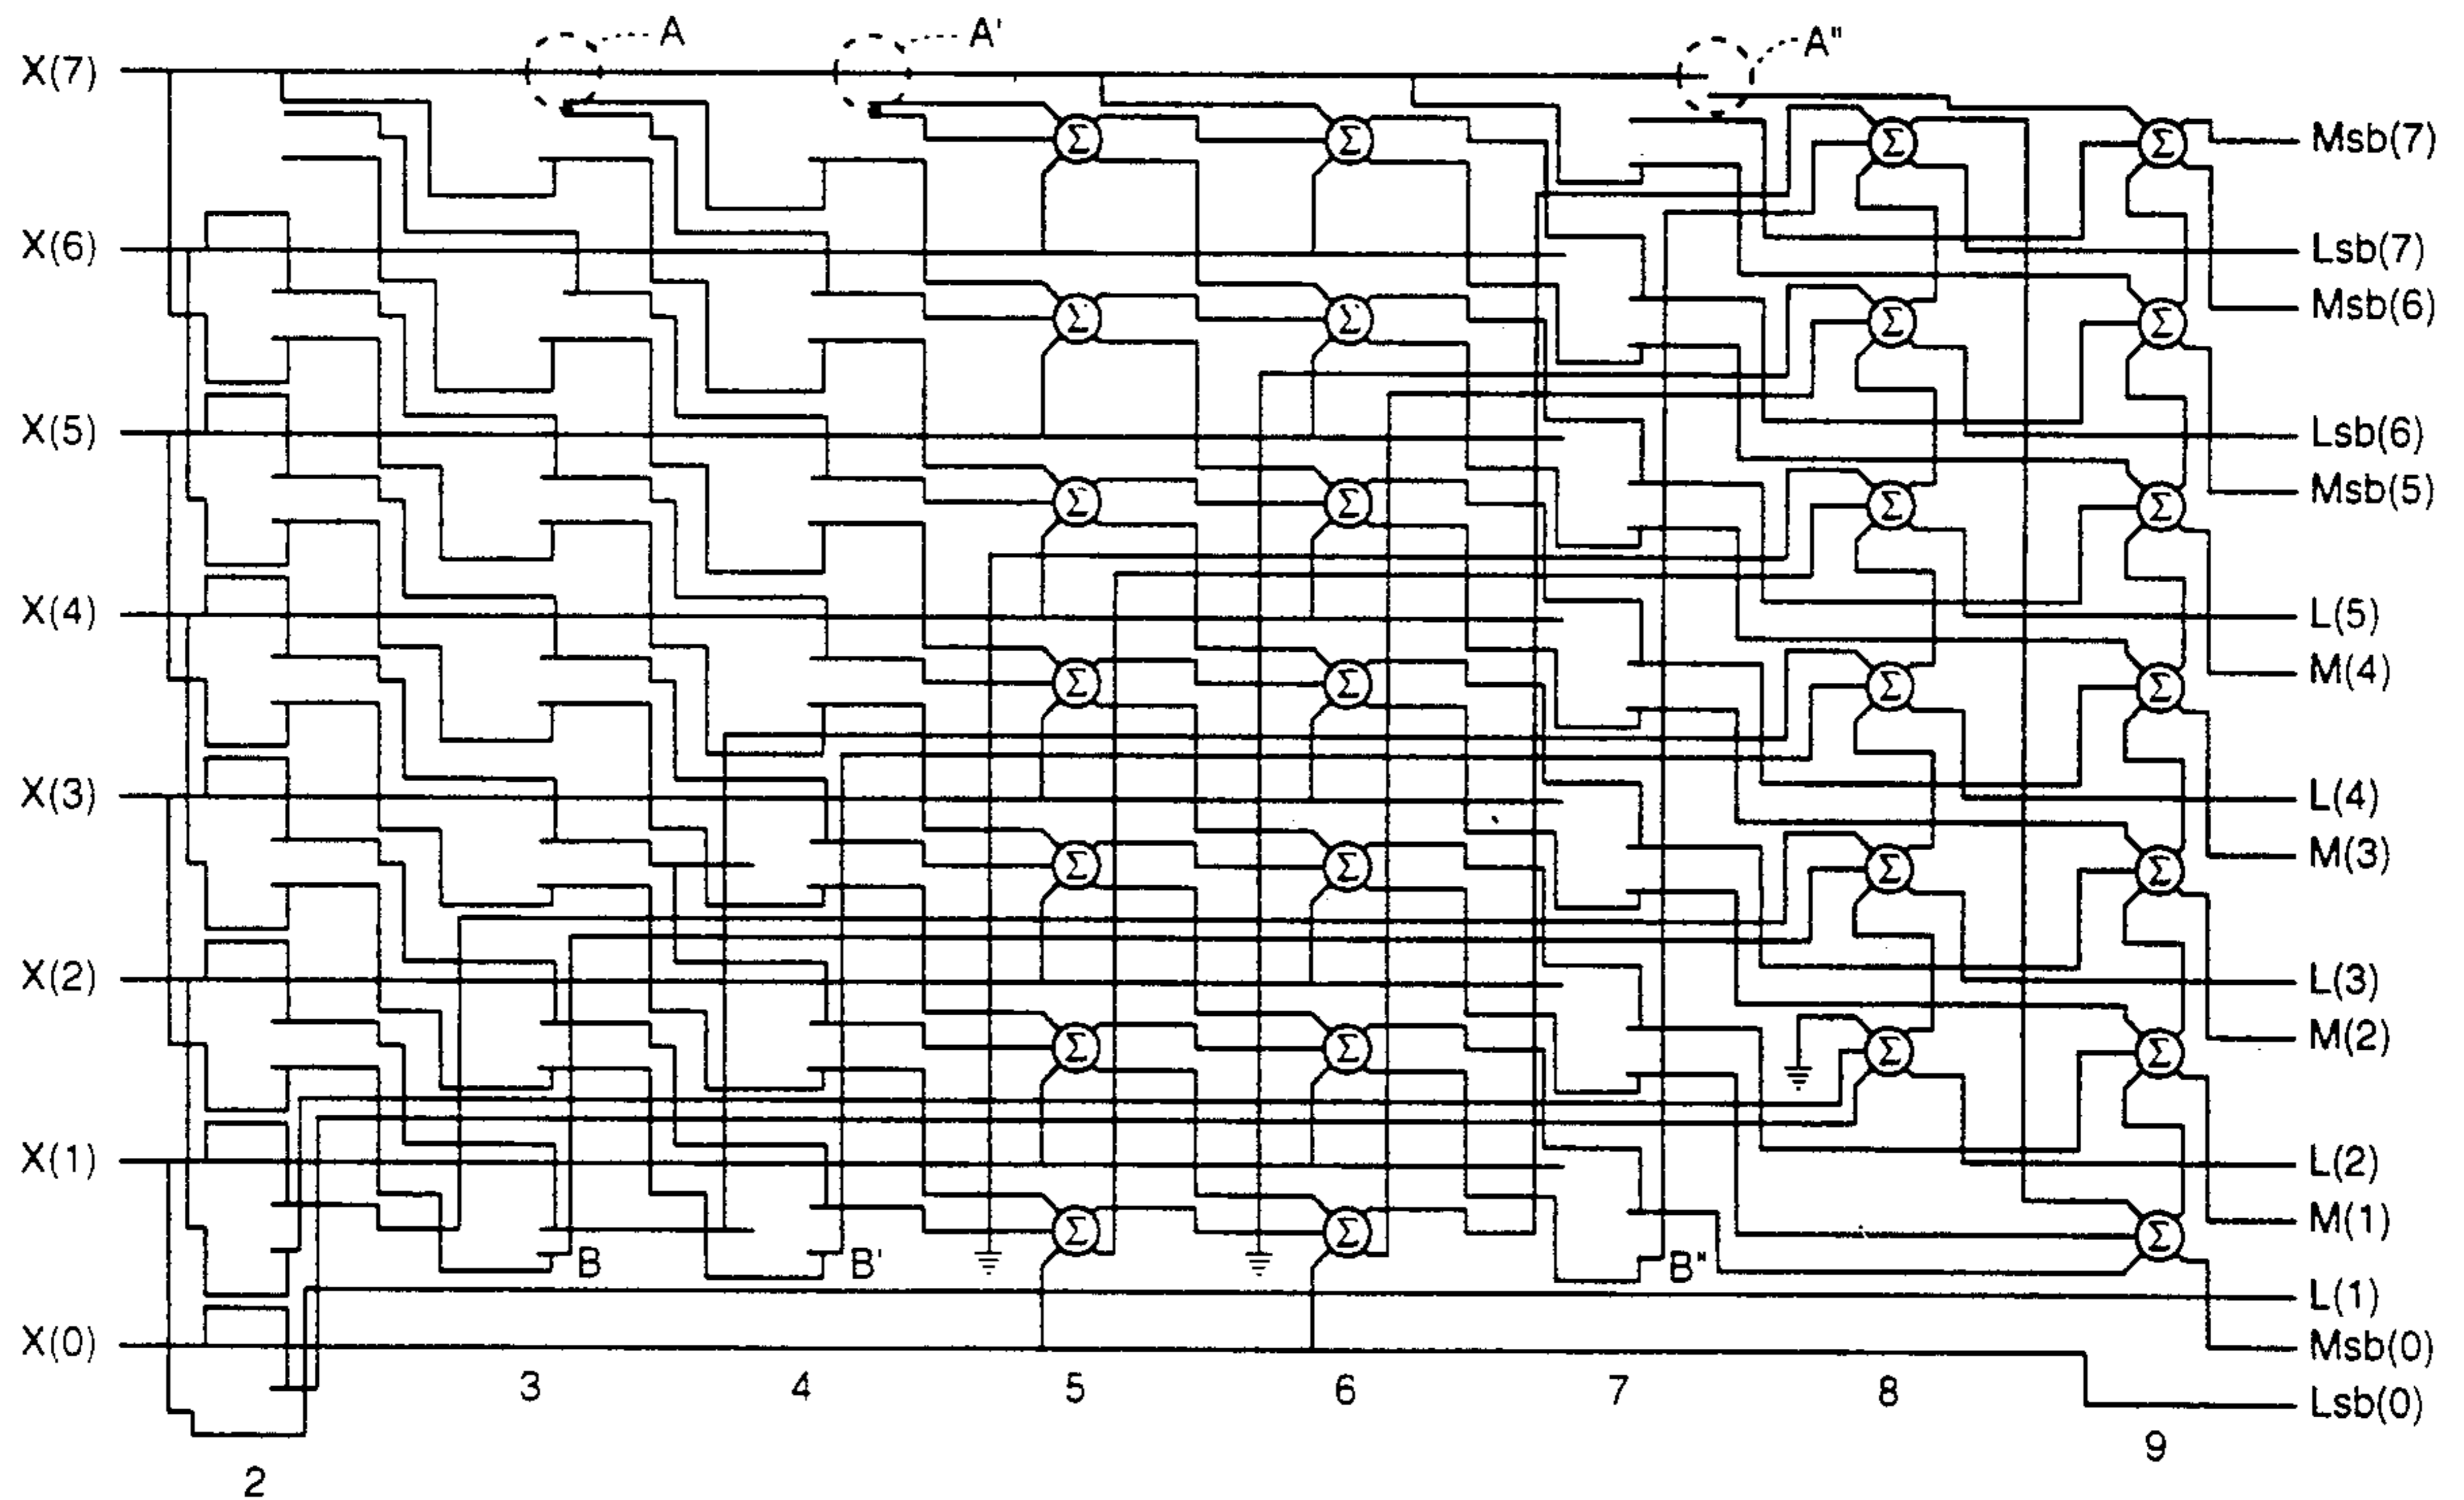 A
A'
A"
X(7)
X(6)
X(5)
X(4)
X(3)
X(2)
X(1)
X(0)
Σ Σ Σ Σ
Σ Σ Σ Σ
Σ Σ Σ Σ
Σ Σ Σ Σ
Σ Σ Σ Σ
Σ Σ Σ Σ
Σ Σ Σ
B
B'
B"
Msb(7)
Lsb(7)
Msb(6)
Lsb(6)
Msb(5)
L(5)
M(4)
L(4)
M(3)
L(3)
M(2)
L(2)
M(1)
L(1)
Msb(0)
Lsb(0)
2
3
4
5
6
7
8
9